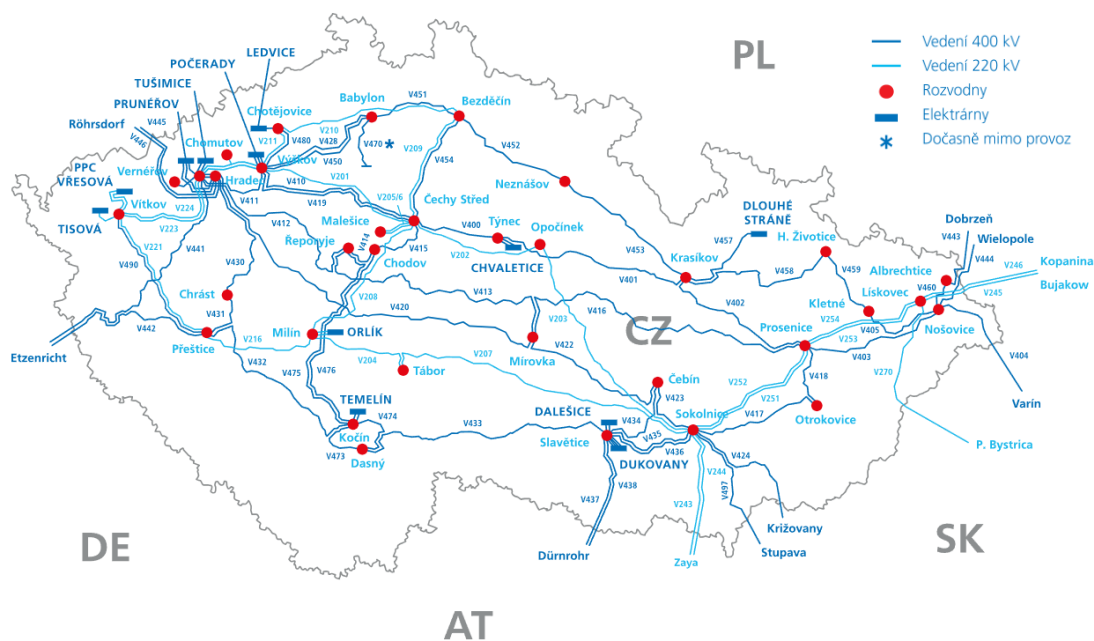 PL
Vedení 400 kV
Vedení 220 kV
Rozvodny
Elektrárny
Dočasně mimo provoz
*
LEDVICE
POČERADY
TUŠIMICE
PRUNÉŘOV
V445
Röhrsdorf
V446
Chotějovice
V211
V480
V428
V450
V210
Babylon
V451
V470
*
Bezděčín
V209
V454
V452
Chomutov
Výškov
Vernéřov
Hradec
PPC
VŘESOVÁ
Vítkov
TISOVÁ
V224
V223
V221
V490
V441
V411
V410
V419
V201
V412
V430
V205/6
Čechy Střed
Malešice
Řeporyje
V414
V415
Chodov
V208
V400
Týnec
Opočínek
V202
CHVALETICE
Neznášov
V453
V401
Krasíkov
V402
DLOUHÉ
STRÁNĚ
V457
V458
H. Životice
V459
Dobrzeń
V443
Wielopole
V444
Albrechtice
V460
Lískovec
V246
Kopanina
V245
Bujakow
Kletné
V254
V405
V253
Nošovice
V403
V404
Varín
V270
P. Bystrica
Prosenice
V418
Otrokovice
V417
V252
V251
Chrást
V431
V442
Etzenricht
Přeštice
V216
V432
Milín
ORLÍK
V420
V413
V416
V203
V422
Mírovka
CZ
V475
V476
V204
Tábor
V207
TEMELÍN
V474
Kočín
V473
Dasný
V433
Čebín
V423
Sokolnice
DALEŠICE
V434
V435
V436
Slavětice
DUKOVANY
V437
V438
Dürnrohr
V243
V244
Zaya
V424
V497
Križovany
Stupava
DE
SK
AT